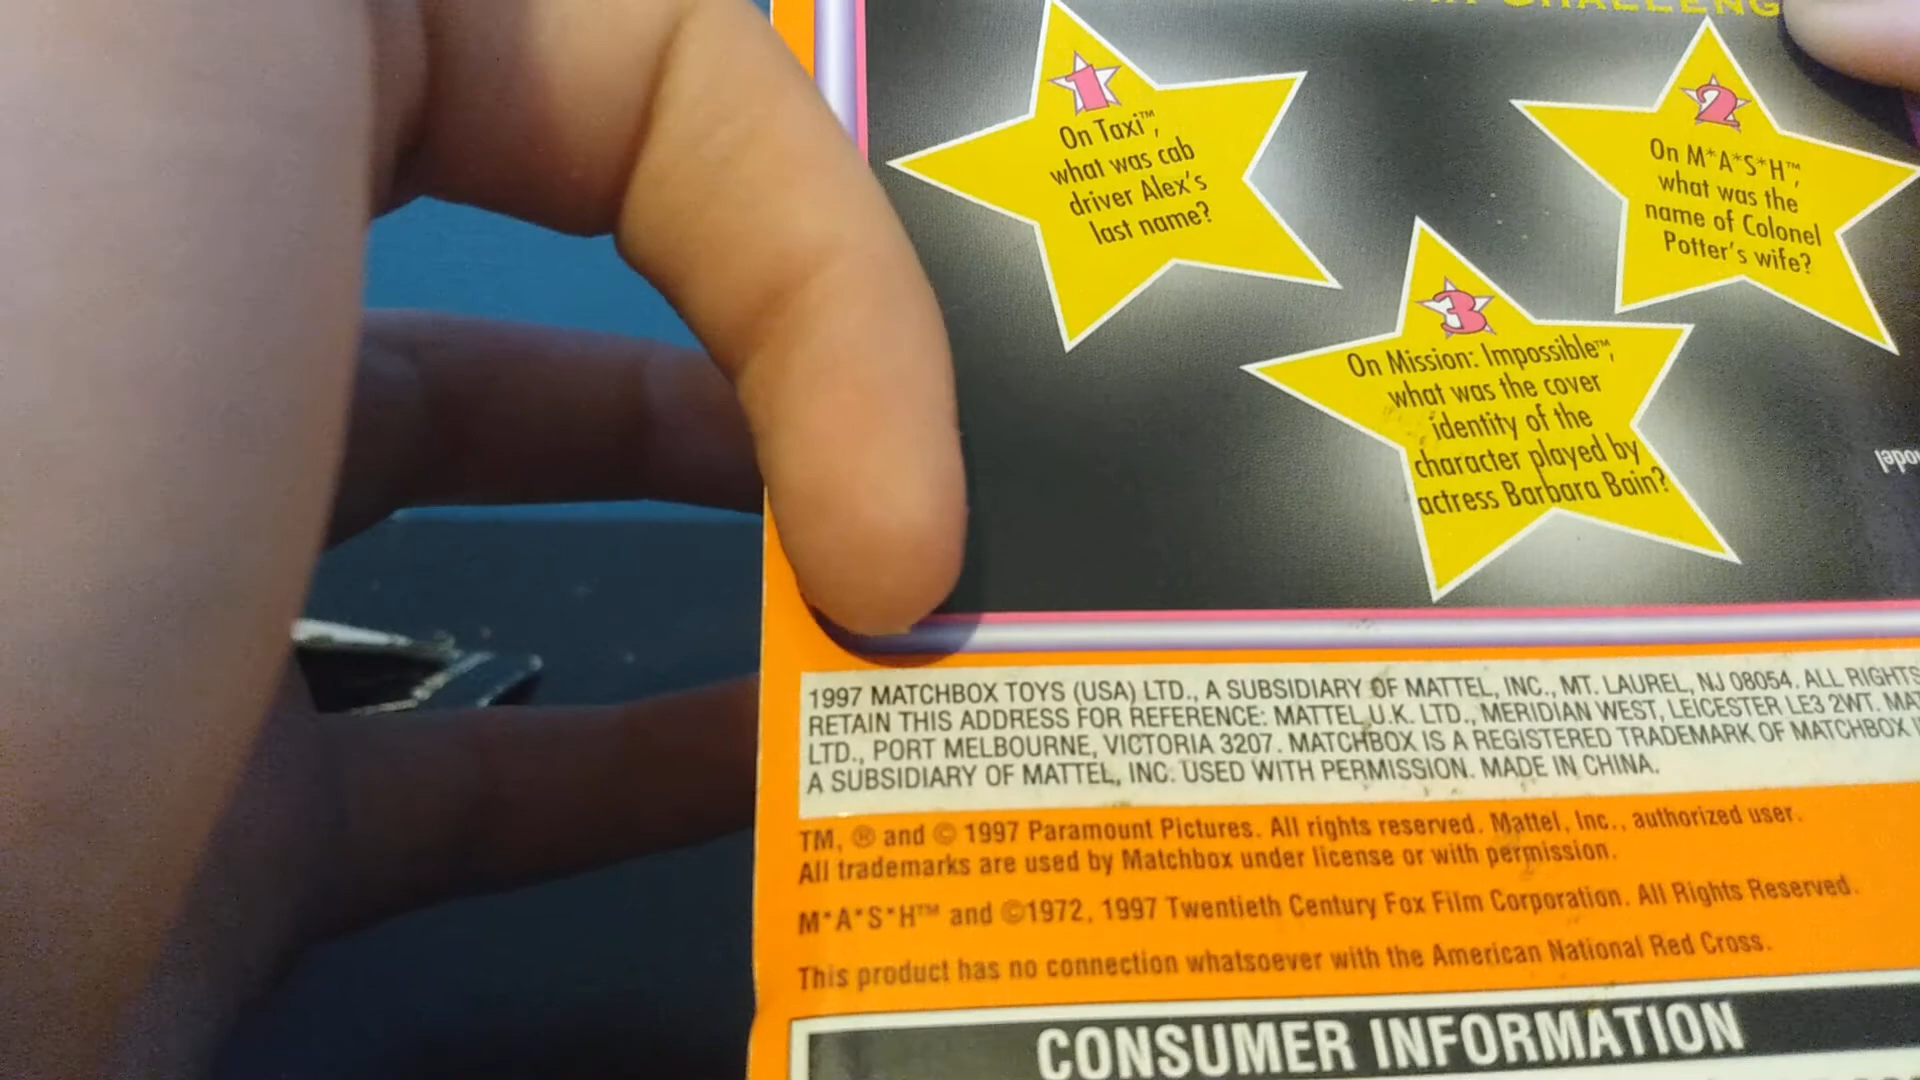 CHALLENG
1
On Taxi™,
what was cab
driver Alex's
last name?
2
On M*A*S*H™,
what was the
name of Colonel
Potter's wife?
3
On Mission: Impossible™,
what was the cover
identity of the
character played by
actress Barbara Bain?
1997 MATCHBOX TOYS (USA) LTD., A SUBSIDIARY OF MATTEL, INC., MT. LAUREL, NJ 08054. ALL RIGHTS
RETAIN THIS ADDRESS FOR REFERENCE: MATTEL U.K. LTD., MERIDIAN WEST, LEICESTER LE3 2WT. MAT
LTD., PORT MELBOURNE, VICTORIA 3207. MATCHBOX IS A REGISTERED TRADEMARK OF MATCHBOX
A SUBSIDIARY OF MATTEL, INC. USED WITH PERMISSION. MADE IN CHINA.
TM, ® and © 1997 Paramount Pictures. All rights reserved. Mattel, Inc., authorized user.
All trademarks are used by Matchbox under license or with permission.
M*A*S*H™ and ©1972, 1997 Twentieth Century Fox Film Corporation. All Rights Reserved.
This product has no connection whatsoever with the American National Red Cross.
CONSUMER INFORMATION